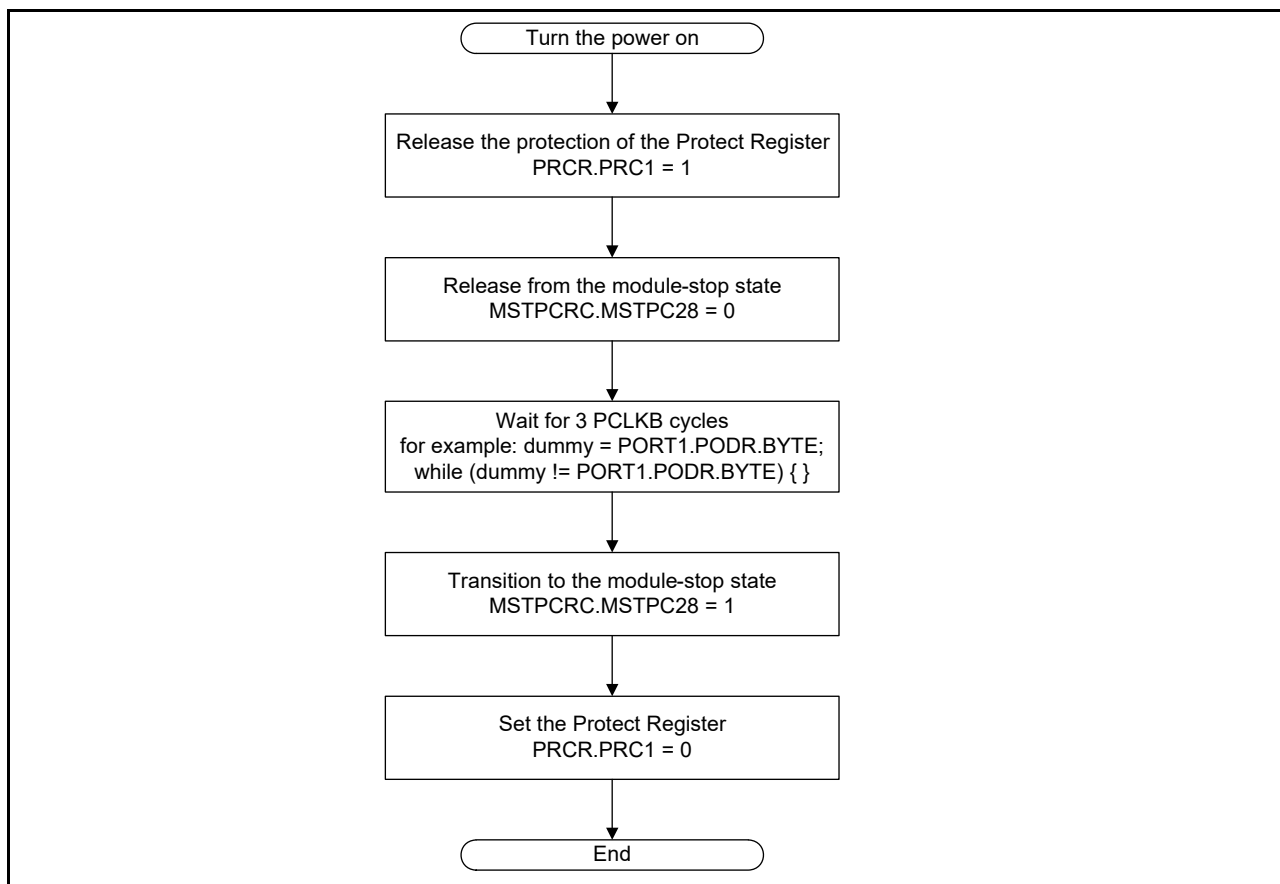 Turn the power on
Release the protection of the Protect Register
PRCR.PRC1 = 1
Release from the module-stop state
MSTPCRC.MSTPC28 = 0
Wait for 3 PCLKB cycles
for example: dummy = PORT1.PODR.BYTE;
while (dummy != PORT1.PODR.BYTE) { }
Transition to the module-stop state
MSTPCRC.MSTPC28 = 1
Set the Protect Register
PRCR.PRC1 = 0
End